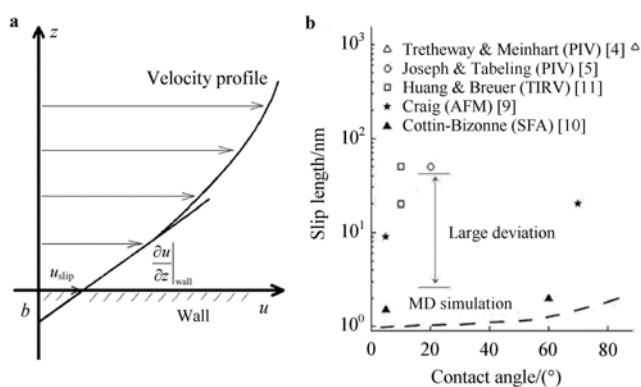 a
z
Velocity profile
u_slip
∂u/∂z|wall
b
Wall
u
b
10³
10²
10¹
10⁰
Slip length/nm
Tretheway & Meinhart (PIV) [4]
Joseph & Tabeling (PIV) [5]
Huang & Breuer (TIRV) [11]
Craig (AFM) [9]
Cottin-Bizonne (SFA) [10]
Large deviation
MD simulation
0 20 40 60 80
Contact angle/(°)